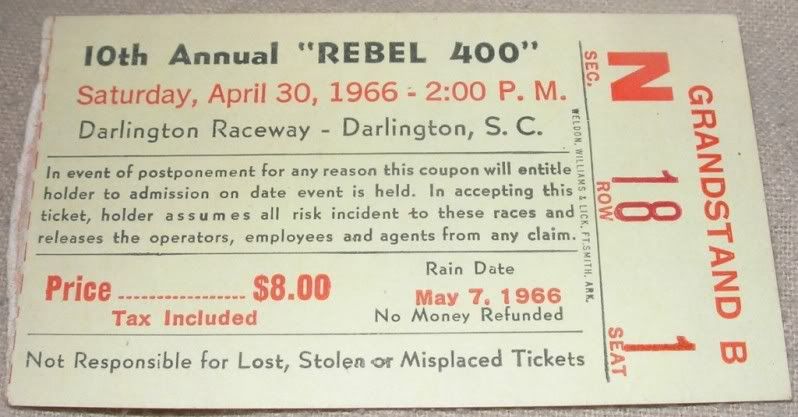 10th Annual "REBEL 400"
Saturday, April 30, 1966 - 2:00 P. M.
Darlington Raceway - Darlington, S. C.
In event of postponement for any reason this coupon will entitle
holder to admission on date event is held. In accepting this
ticket, holder assumes all risk incident to these races and
releases the operators, employees and agents from any claim.
Price .................. $8.00
Tax Included
Rain Date
May 7, 1966
No Money Refunded
Not Responsible for Lost, Stolen or Misplaced Tickets
WELDON, WILLIAMS & LICK, FT. SMITH, ARK.
SEC. N
ROW 18
SEAT 1
GRANDSTAND B